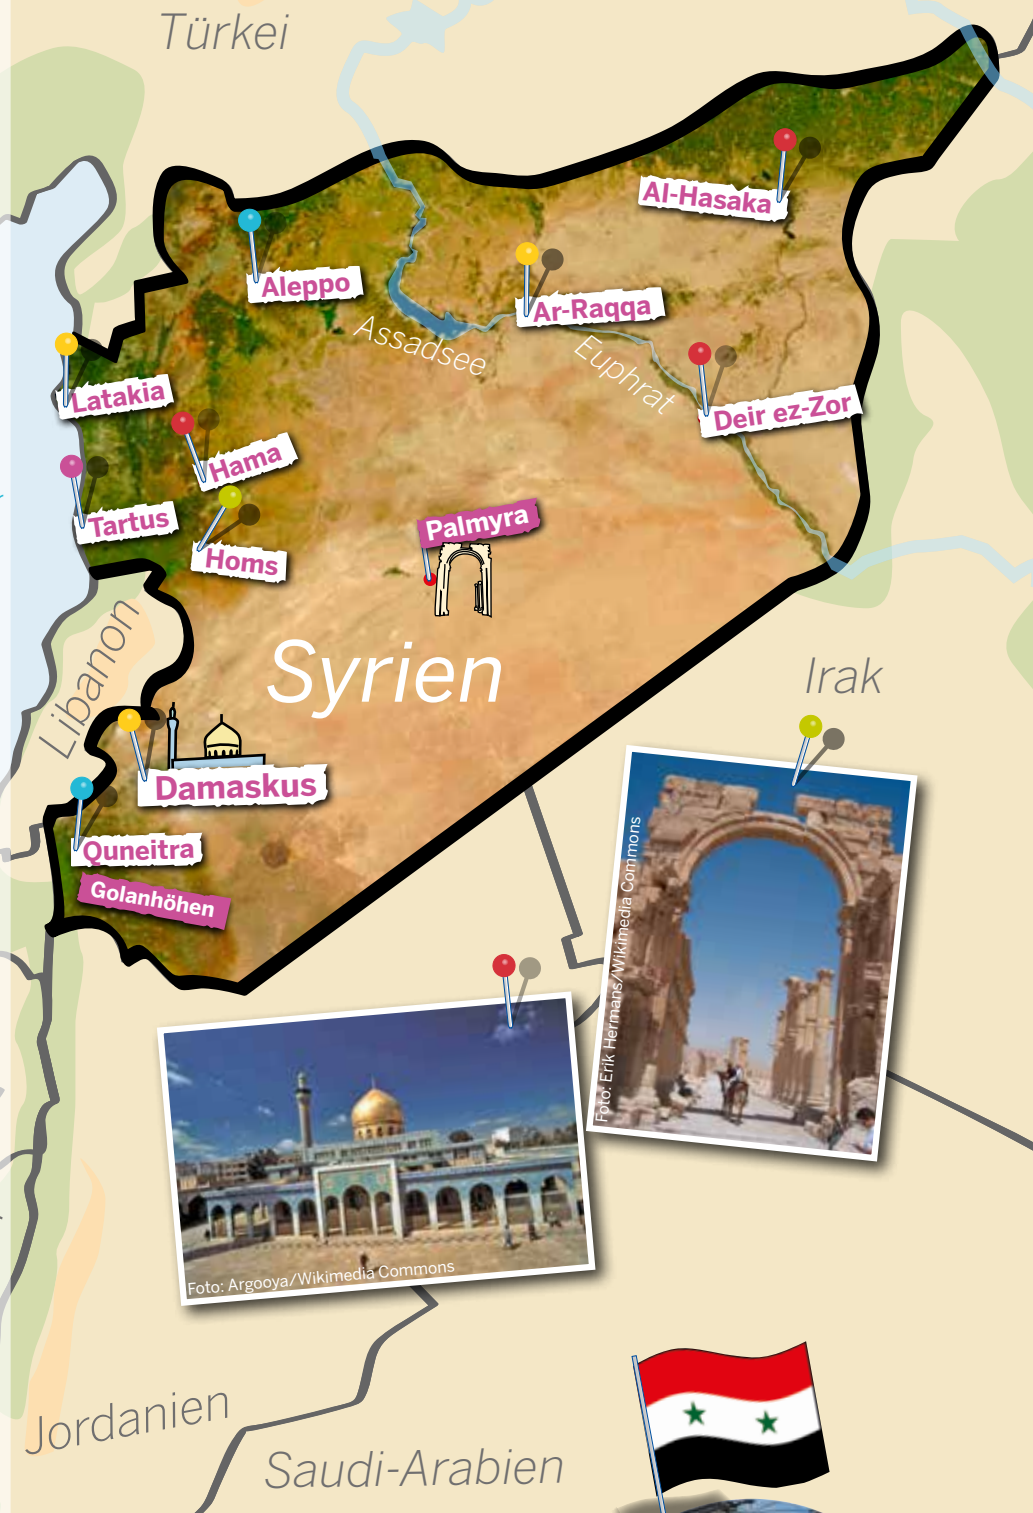 Türkei
Al-Hasaka
Aleppo
Ar-Raqqa
Assadsee
Euphrat
Latakia
Deir ez-Zor
Hama
Tartus
Palmyra
Homs
Libanon
Syrien
Irak
Damaskus
Quneitra
Golanhöhen
Foto: Erik Hermans/Wikimedia Commons
Foto: Argooya/Wikimedia Commons
Jordanien
Saudi-Arabien